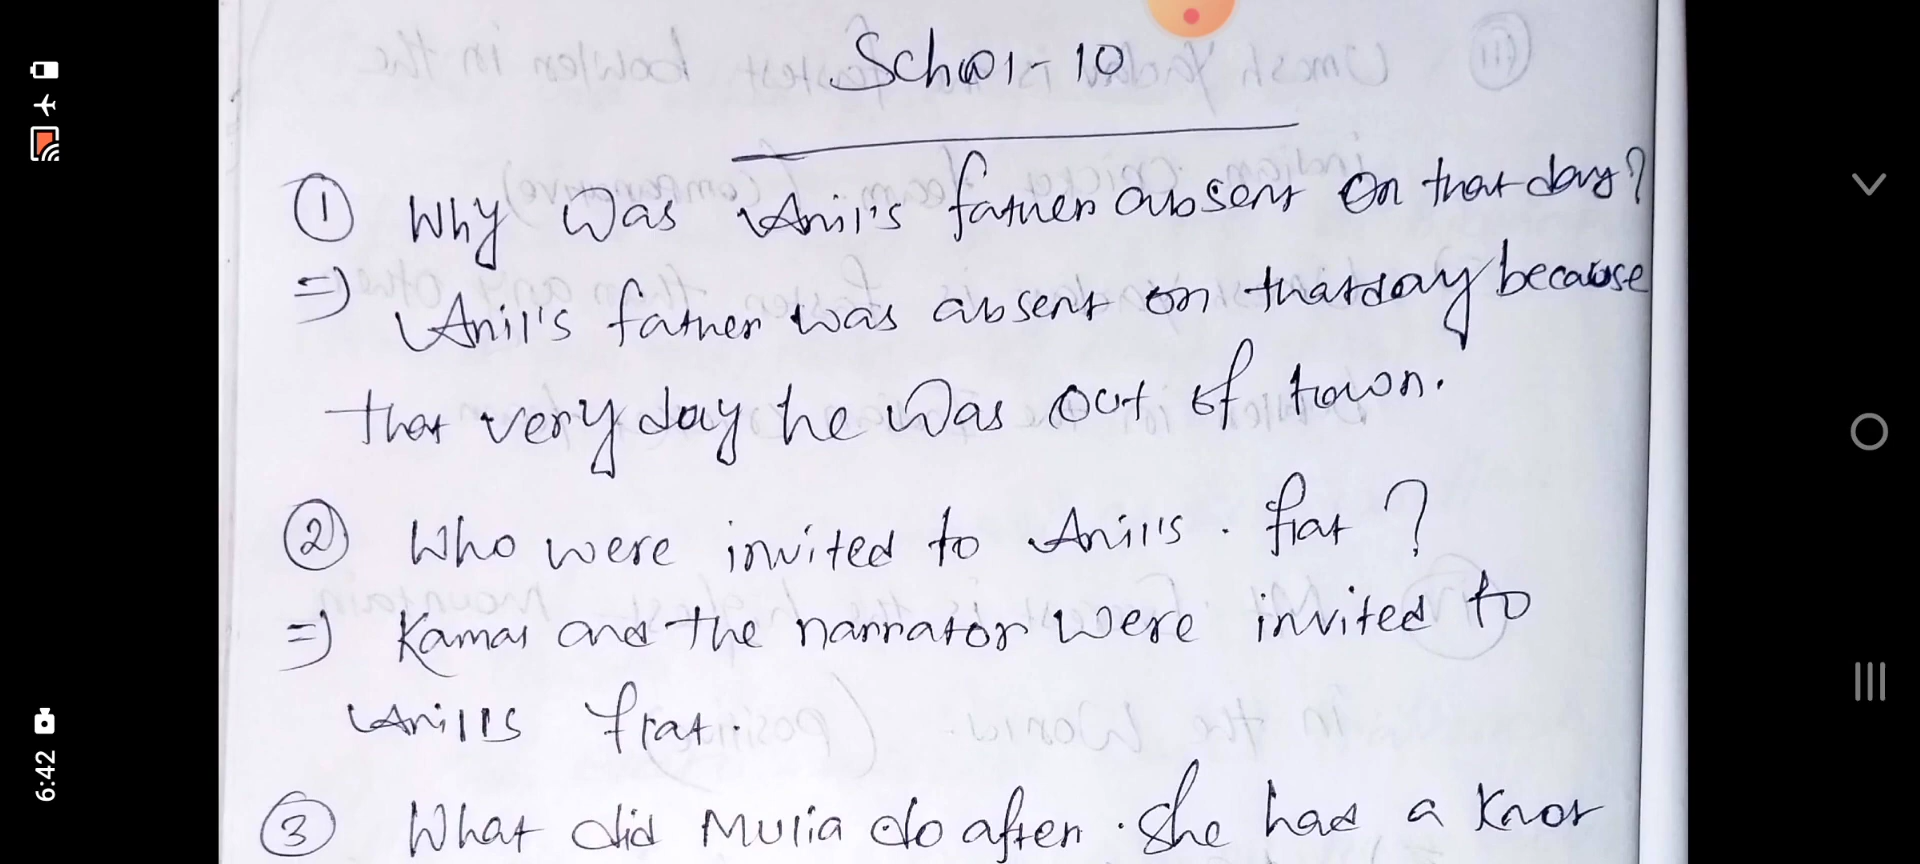 School-10
① Why was Anil's father absent on that day?
=) Anil's father was absent on that day because
that very day he was out of town.
② Who were invited to Anil's flat?
=) Kamal and the narrator were invited to
Anil's flat.
③ What did Mulia do after she had a knot
6:42